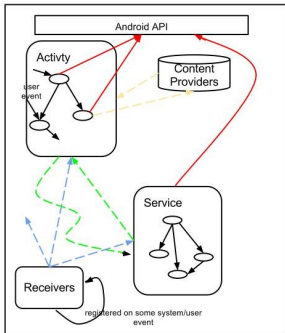 Android API
Activty
Content
Providers
user
event
Service
Receivers
registered on some system/user
event